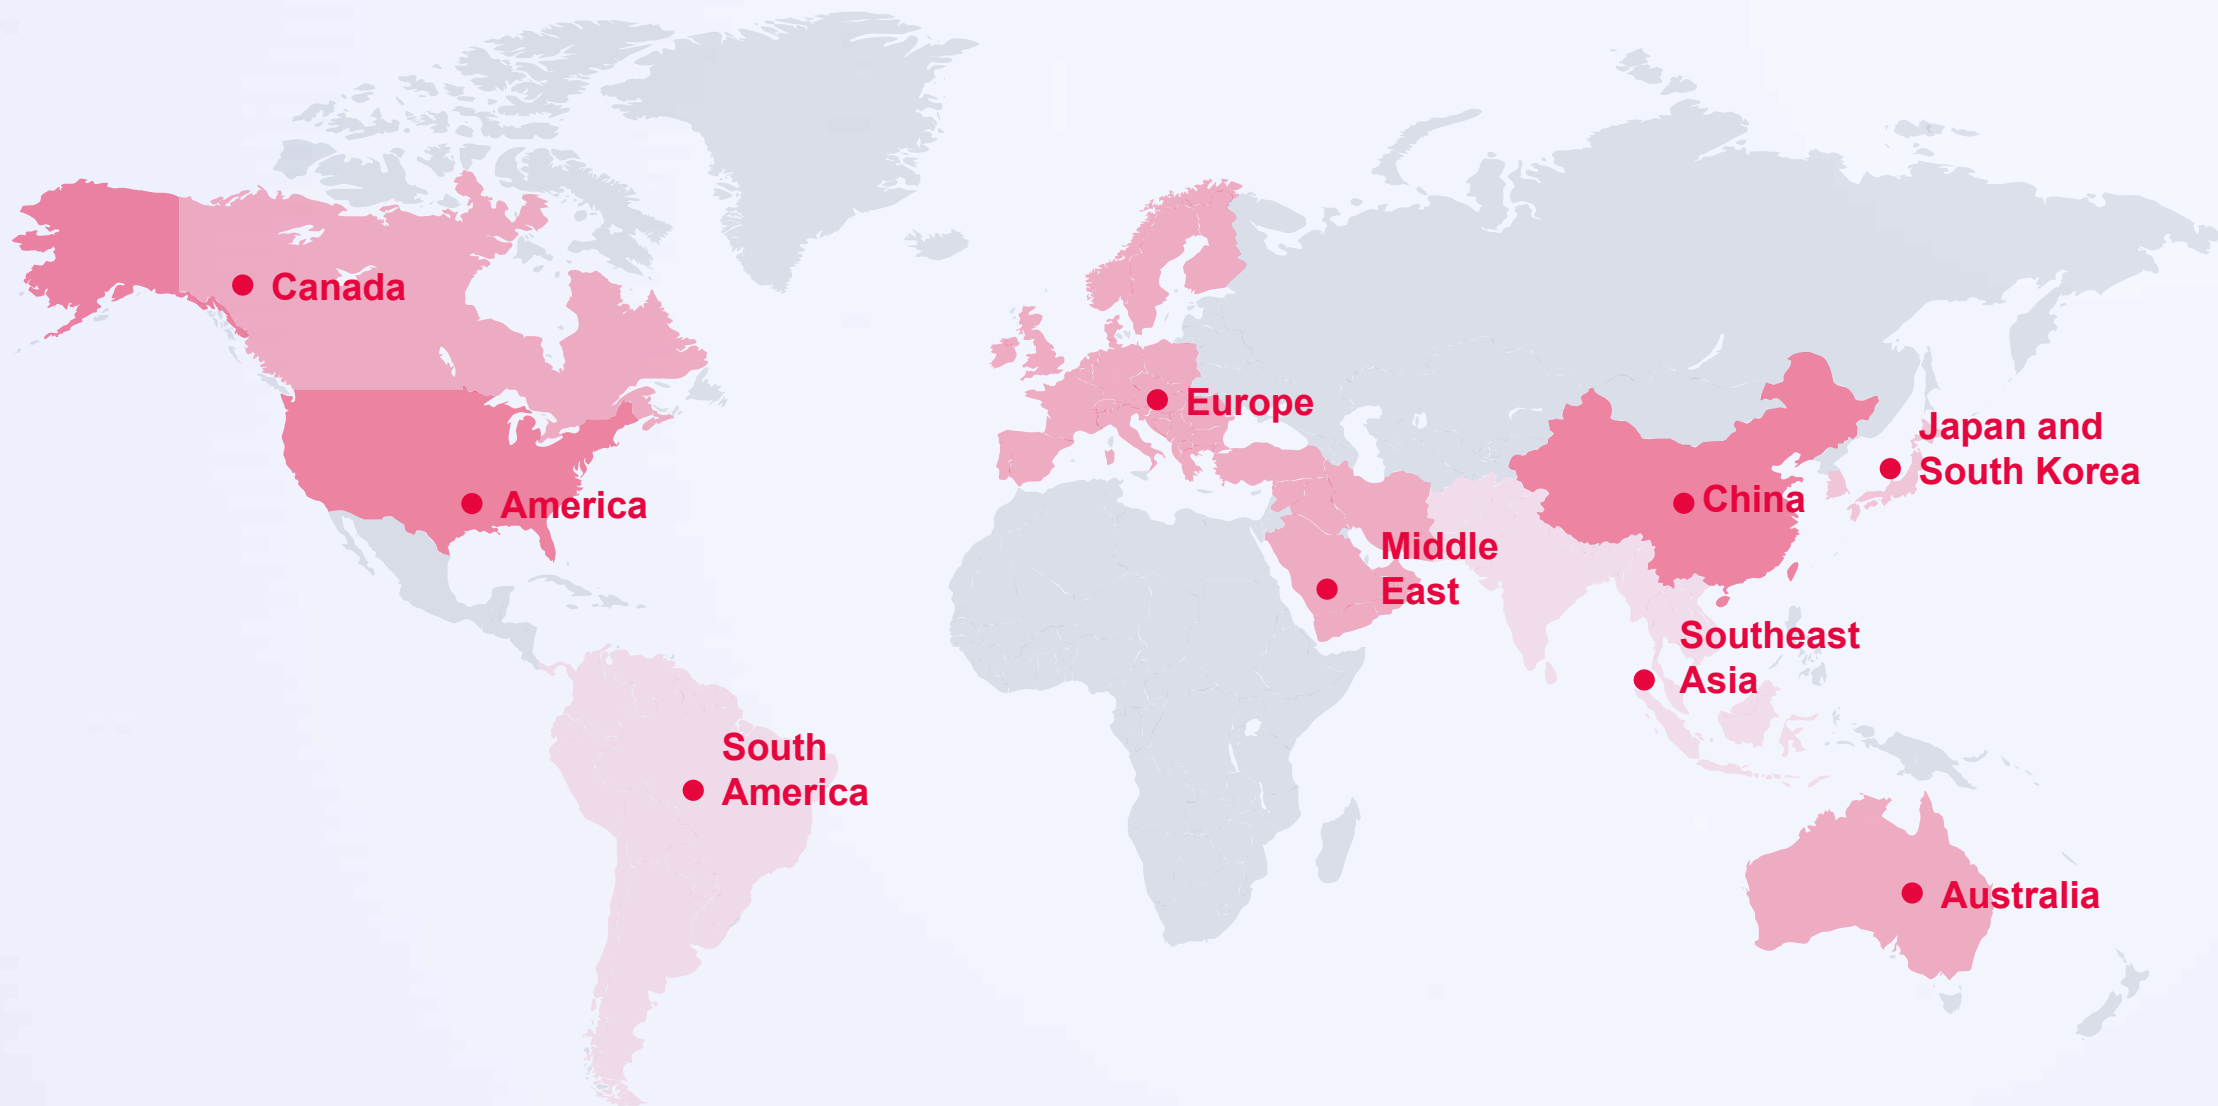 Canada
America
South
America
Europe
Middle
East
China
Japan and
South Korea
Southeast
Asia
Australia